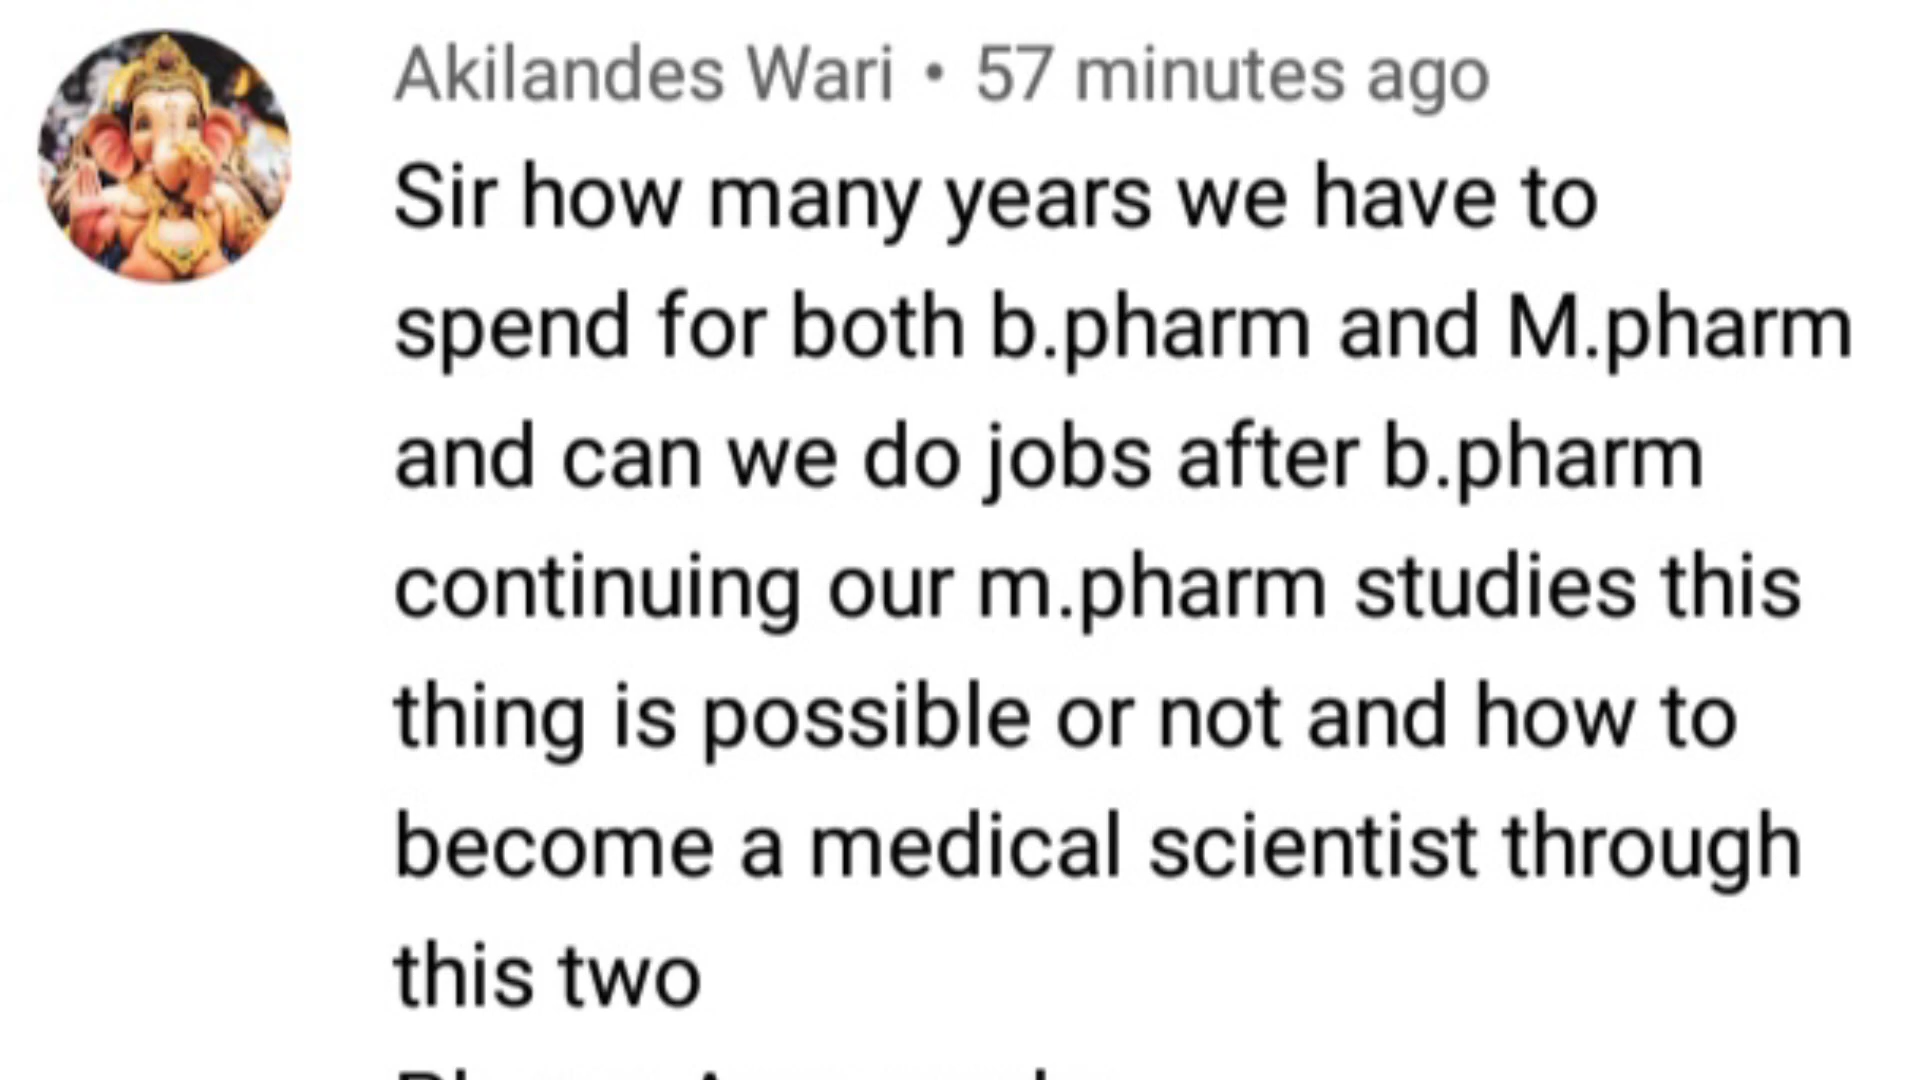 Akilandes Wari • 57 minutes ago
Sir how many years we have to
spend for both b.pharm and M.pharm
and can we do jobs after b.pharm
continuing our m.pharm studies this
thing is possible or not and how to
become a medical scientist through
this two